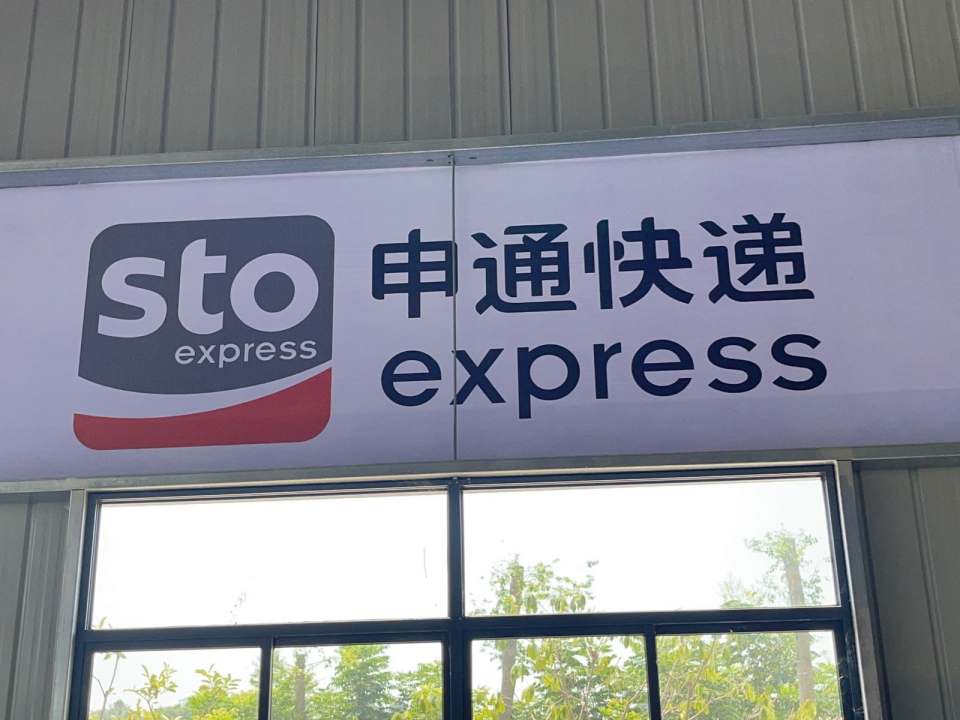 sto
express
申通快递
express